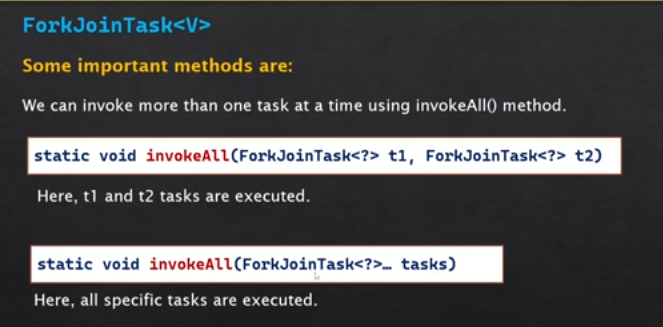 ForkJoinTask<V>
Some important methods are:
We can invoke more than one task at a time using invokeAll() method.
static void invokeAll(ForkJoinTask<?> t1, ForkJoinTask<?> t2)
Here, t1 and t2 tasks are executed.
static void invokeAll(ForkJoinTask<?>… tasks)
Here, all specific tasks are executed.